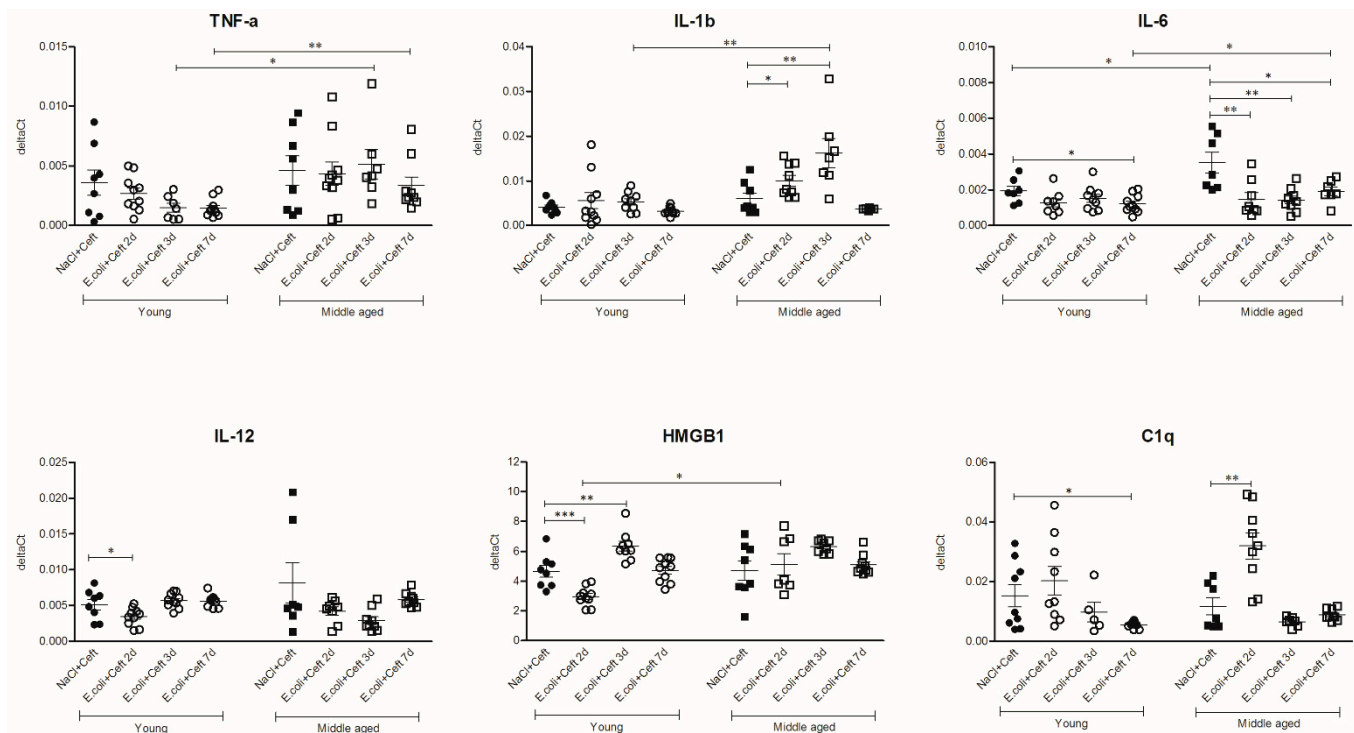 TNF-a
IL-1b
IL-6
0.015
0.010
0.005
0.000
deltaCt
**
*
NaCl+Ceft
E.coli+Ceft 2d
E.coli+Ceft 3d
E.coli+Ceft 7d
NaCl+Ceft
E.coli+Ceft 2d
E.coli+Ceft 3d
E.coli+Ceft 7d
Young
Middle aged
0.04
0.03
0.02
0.01
0.00
deltaCt
**
**
*
NaCl+Ceft
E.coli+Ceft 2d
E.coli+Ceft 3d
E.coli+Ceft 7d
NaCl+Ceft
E.coli+Ceft 2d
E.coli+Ceft 3d
E.coli+Ceft 7d
Young
Middle aged
0.010
0.008
0.006
0.004
0.002
0.000
deltaCt
*
*
*
**
**
*
NaCl+Ceft
E.coli+Ceft 2d
E.coli+Ceft 3d
E.coli+Ceft 7d
NaCl+Ceft
E.coli+Ceft 2d
E.coli+Ceft 3d
E.coli+Ceft 7d
Young
Middle aged
IL-12
HMGB1
C1q
0.025
0.020
0.015
0.010
0.005
0.000
deltaCt
*
NaCl+Ceft
E.coli+Ceft 2d
E.coli+Ceft 3d
E.coli+Ceft 7d
NaCl+Ceft
E.coli+Ceft 2d
E.coli+Ceft 3d
E.coli+Ceft 7d
Young
Middle aged
12
10
8
6
4
2
0
deltaCt
*
**
***
NaCl+Ceft
E.coli+Ceft 2d
E.coli+Ceft 3d
E.coli+Ceft 7d
NaCl+Ceft
E.coli+Ceft 2d
E.coli+Ceft 3d
E.coli+Ceft 7d
Young
Middle aged
0.06
0.04
0.02
0.00
deltaCt
**
*
NaCl+Ceft
E.coli+Ceft 2d
E.coli+Ceft 3d
E.coli+Ceft 7d
NaCl+Ceft
E.coli+Ceft 2d
E.coli+Ceft 3d
E.coli+Ceft 7d
Young
Middle aged